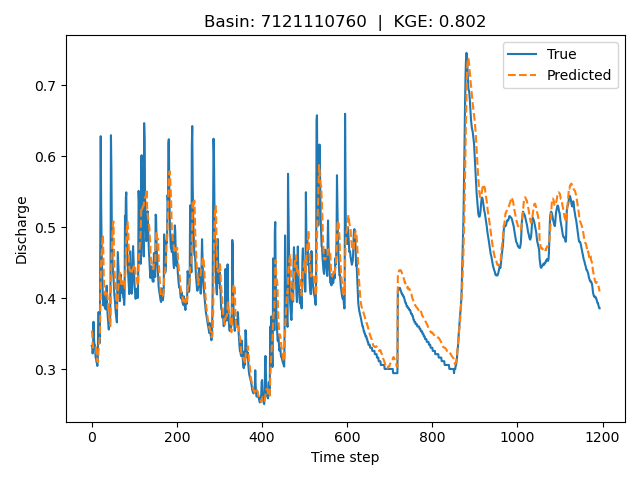 Basin: 7121110760 | KGE: 0.802
True
Predicted
Discharge
0.7
0.6
0.5
0.4
0.3
0 200 400 600 800 1000 1200
Time step